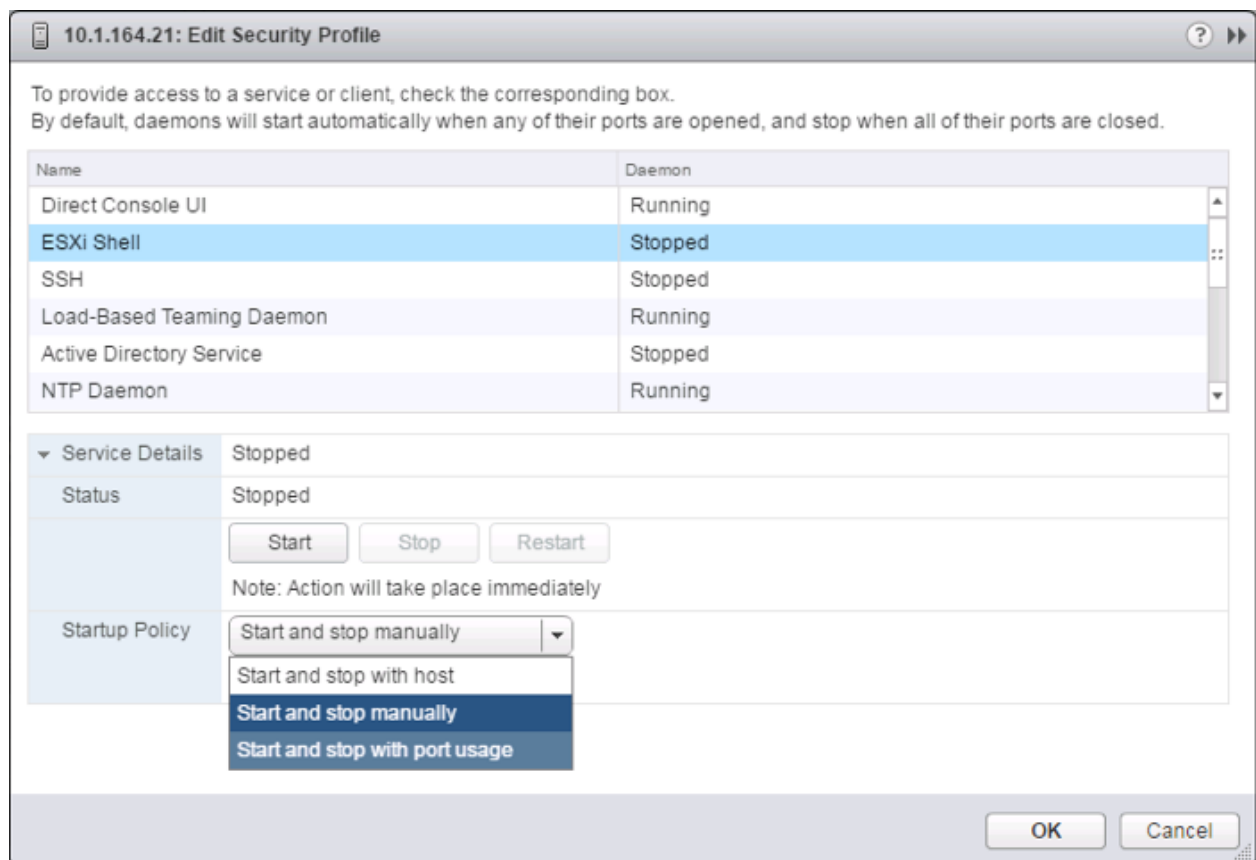 10.1.164.21: Edit Security Profile ?
To provide access to a service or client, check the corresponding box.
By default, daemons will start automatically when any of their ports are opened, and stop when all of their ports are closed.
Name Daemon
Direct Console UI Running
ESXi Shell Stopped
SSH Stopped
Load-Based Teaming Daemon Running
Active Directory Service Stopped
NTP Daemon Running
Service Details Stopped
Status Stopped
Start Stop Restart
Note: Action will take place immediately
Startup Policy Start and stop manually
Start and stop with host
Start and stop manually
Start and stop with port usage
OK Cancel